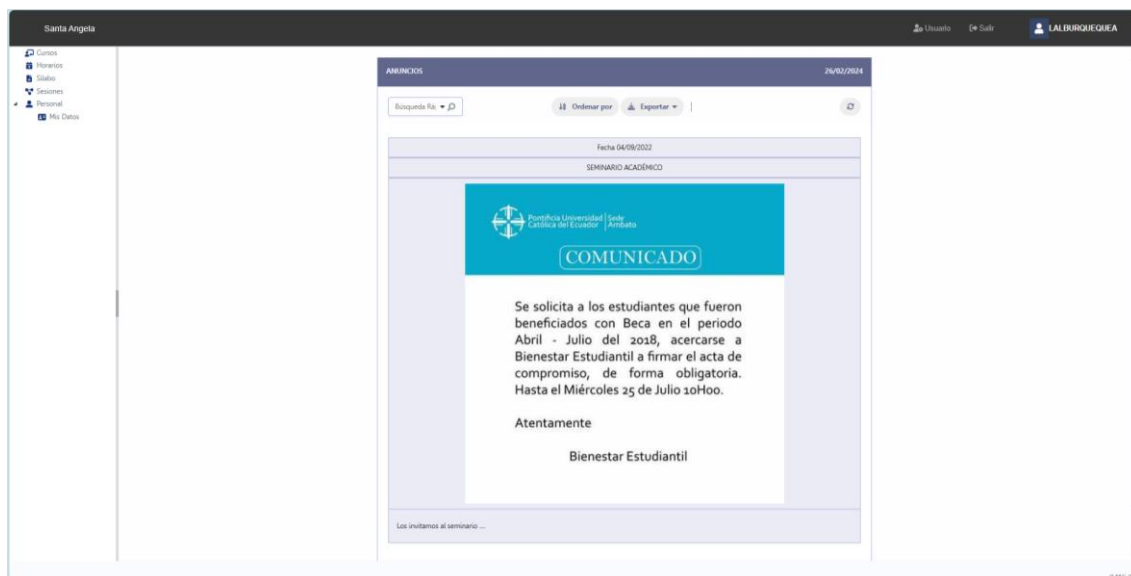 Santa Angela
Usuario
Salir
LALBURQUEQUEA
Cursos
Horarios
Silabo
Sesiones
Personal
Mis Datos
ANUNCIOS 26/02/2024
Búsqueda Rá
Ordenar por
Exportar
Fecha 04/09/2022
SEMINARIO ACADÉMICO
Pontificia Universidad | Sede
Católica del Ecuador | Ambato
COMUNICADO
Se solicita a los estudiantes que fueron
beneficiados con Beca en el periodo
Abril - Julio del 2018, acercarse a
Bienestar Estudiantil a firmar el acta de
compromiso, de forma obligatoria.
Hasta el Miércoles 25 de Julio 10H00.
Atentamente
Bienestar Estudiantil
Los invitamos al seminario ...